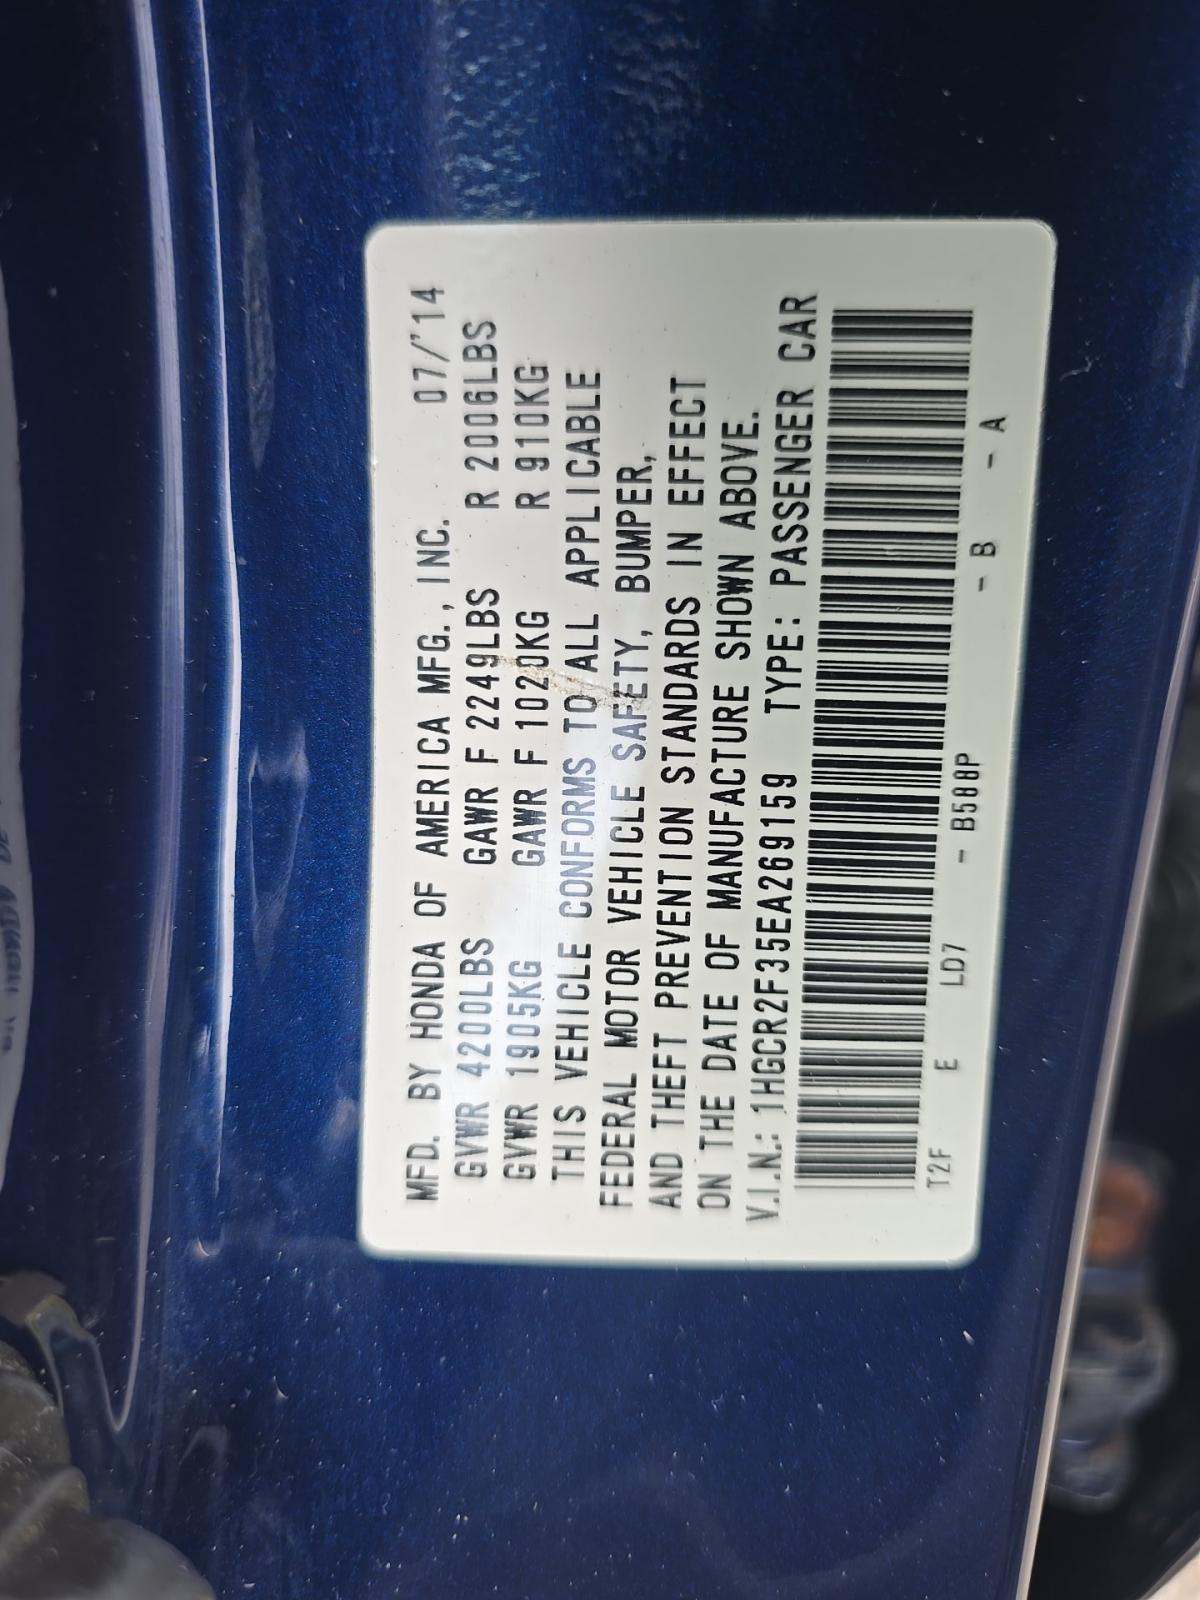 MFD. BY HONDA OF AMERICA MFG., INC. 07/'14
GVWR 4200LBS GAWR F 2249LBS R 2006LBS
GVWR 1905KG GAWR F 1020KG R 910KG
THIS VEHICLE CONFORMS TO ALL APPLICABLE
FEDERAL MOTOR VEHICLE SAFETY, BUMPER,
AND THEFT PREVENTION STANDARDS IN EFFECT
ON THE DATE OF MANUFACTURE SHOWN ABOVE.
V.I.N.: 1HGCR2F35EA269159 TYPE: PASSENGER CAR
T2F E LD7 - B588P - B - A